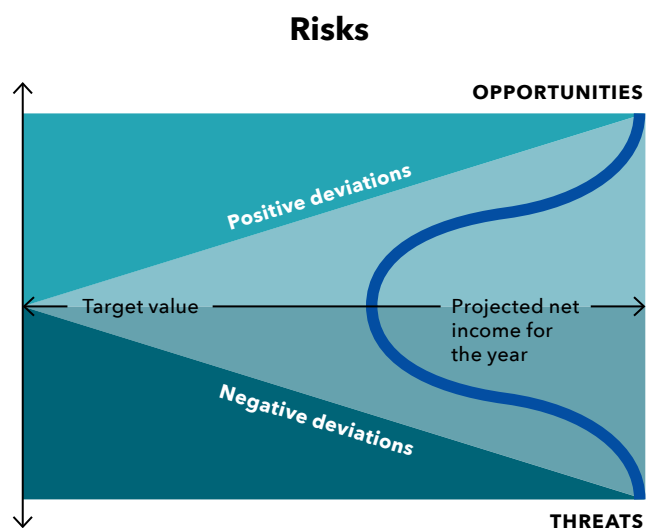 Risks
OPPORTUNITIES
Positive deviations
Target value
Projected net
income for
the year
Negative deviations
THREATS